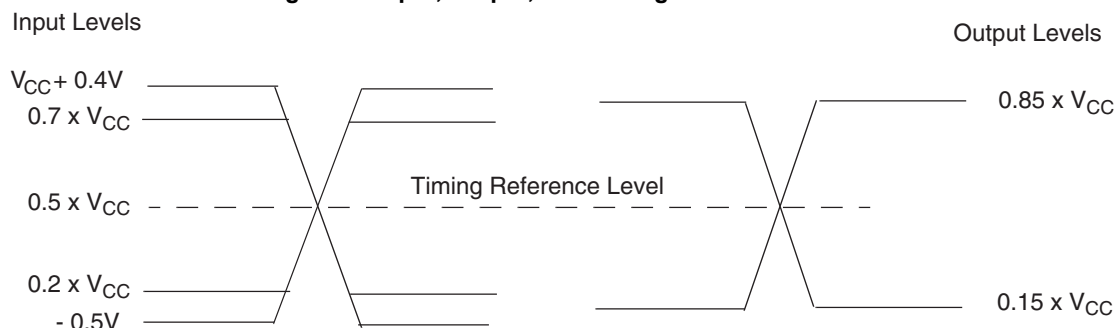 Input Levels
Output Levels
VCC + 0.4V
0.7 x VCC
0.85 x VCC
Timing Reference Level
0.5 x VCC
0.2 x VCC
0.15 x VCC
- 0.5V